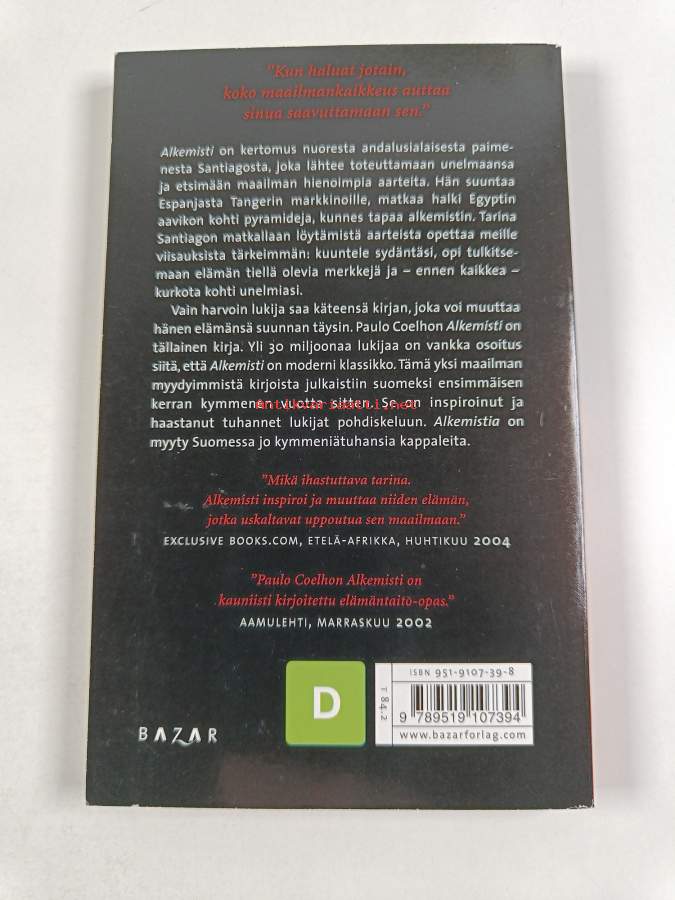 "Kun haluat jotain,
koko maailmankaikkeus auttaa
sinua saavuttamaan sen."
Alkemisti on kertomus nuoresta andalusialaisesta paime-
nesta Santiagosta, joka lähtee toteuttamaan unelmaansa
ja etsimään maailman hienoimpia aarteita. Hän suuntaa
Espanjasta Tangerin markkinoille, matkaa halki Egyptin
aavikon kohti pyramideja, kunnes tapaa alkemistin. Tarina
Santiagon matkallaan löytämistä aarteista opettaa meille
viisauksista tärkeimmän: kuuntele sydäntäsi, opi tulkitse-
maan elämän tiellä olevia merkkejä ja – ennen kaikkea –
kurkota kohti unelmiasi.
Vain harvoin lukija saa käteensä kirjan, joka voi muuttaa
hänen elämänsä suunnan täysin. Paulo Coelhon Alkemisti on
tällainen kirja. Yli 30 miljoonaa lukijaa on vankka osoitus
siitä, että Alkemisti on moderni klassikko. Tämä yksi maailman
myydyimmistä kirjoista julkaistiin suomeksi ensimmäisen
kerran kymmenen vuotta sitten. Se on inspiroinut ja
Antikvariaatti.net
haastanut tuhannet lukijat pohdiskeluun. Alkemistia on
myyty Suomessa jo kymmeniätuhansia kappaleita.
"Mikä ihastuttava tarina.
Alkemisti inspiroi ja muuttaa niiden elämän,
jotka uskaltavat uppoutua sen maailmaan."
EXCLUSIVE BOOKS.COM, ETELÄ-AFRIKKA, HUHTIKUU 2004
"Paulo Coelhon Alkemisti on
kauniisti kirjoitettu elämäntaito-opas."
AAMULEHTI, MARRASKUU 2002
BAZAR
D
T 84.2
ISBN 951-9107-39-8
9 789519 107394
www.bazarforlag.com